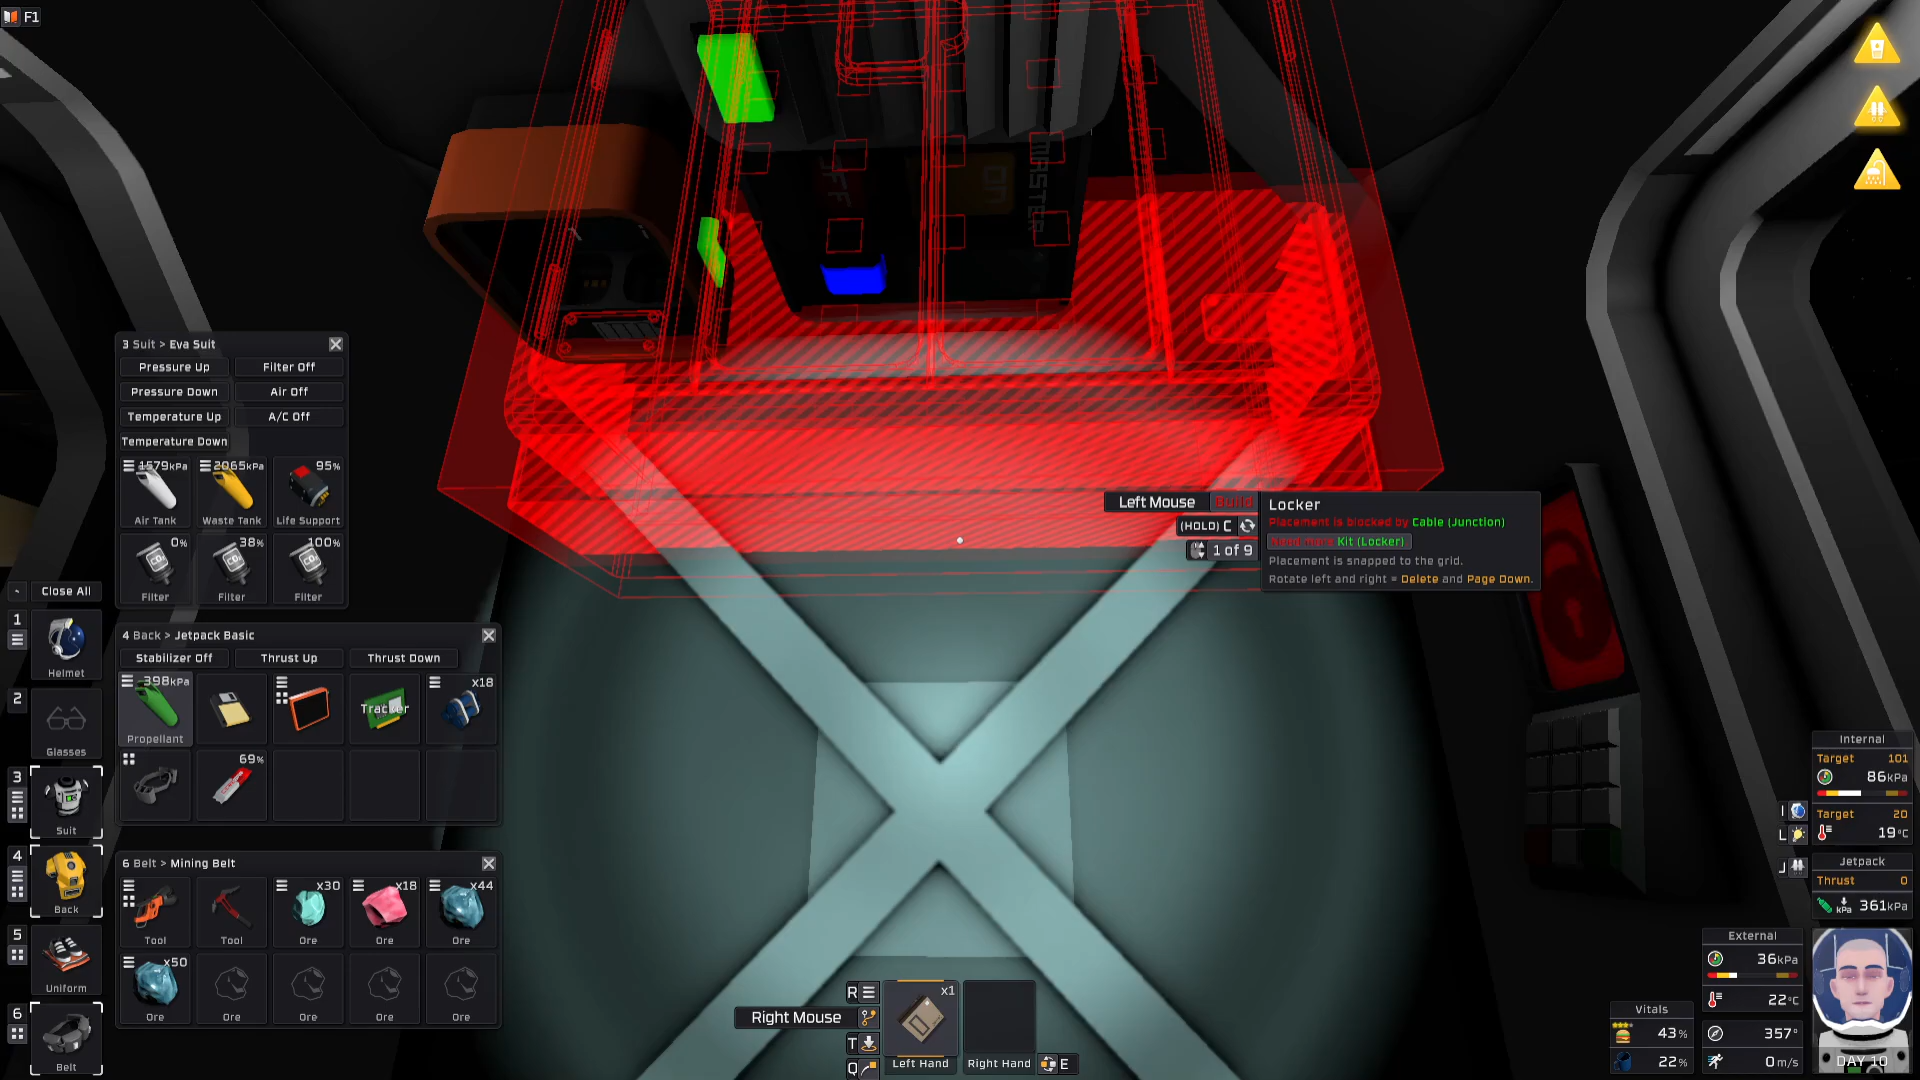 F1
OFF
ON
MASTER
3 Suit > Eva Suit
Pressure Up
Filter Off
Pressure Down
Air Off
Temperature Up
A/C Off
Temperature Down
1579kPa
2065kPa
95%
Air Tank
Waste Tank
Life Support
0%
38%
100%
Filter
Filter
Filter
Left Mouse
Build
(HOLD) C
1 of 9
Locker
Placement is blocked by Cable (Junction)
Need more Kit (Locker)
Placement is snapped to the grid.
Rotate left and right = Delete and Page Down.
Close All
1
Helmet
2
Glasses
3
Suit
4
Back
5
Uniform
6
Belt
4 Back > Jetpack Basic
Stabilizer Off
Thrust Up
Thrust Down
398kPa
Tracker
x18
Propellant
69%
6 Belt > Mining Belt
x30
x18
x44
Tool
Tool
Ore
Ore
Ore
x50
Ore
Ore
Ore
Ore
Ore
R
x1
Right Mouse
T
Q
Left Hand
Right Hand
E
Internal
Target 101
86kPa
Target 20
19°C
I
L
J
Jetpack
Thrust 0
kPa 361kPa
External
36kPa
22°C
357°
0m/s
Vitals
43%
22%
DAY 10